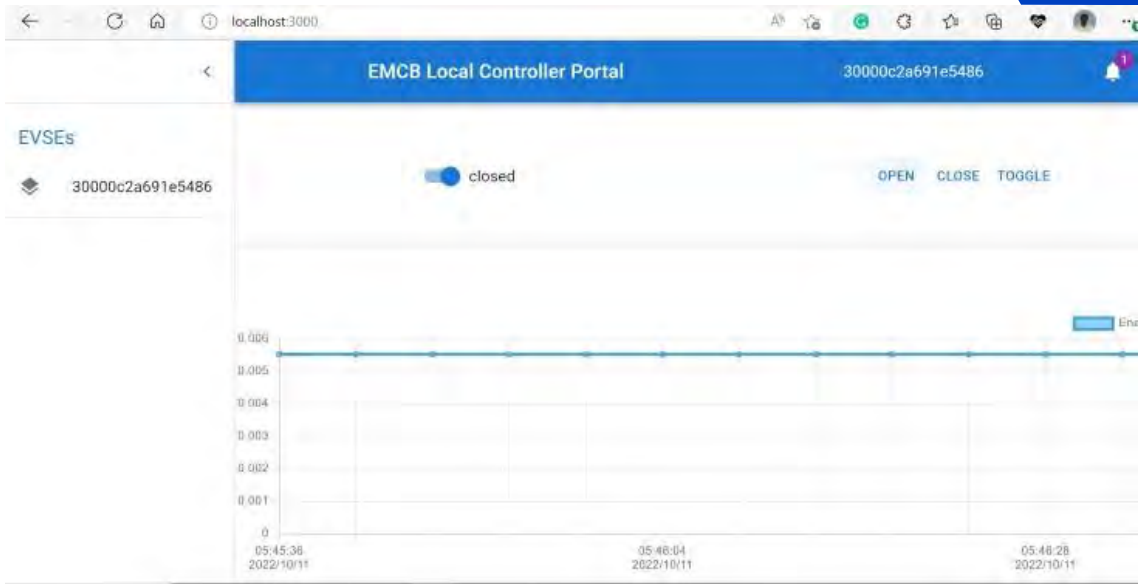 localhost:3000
EMCB Local Controller Portal
30000c2a691e5486
1
EVSEs
30000c2a691e5486
closed
OPEN CLOSE TOGGLE
Ene
0.006
0.005
0.004
0.003
0.002
0.001
0
05:45:36
2022/10/11
05:46:04
2022/10/11
05:46:28
2022/10/11